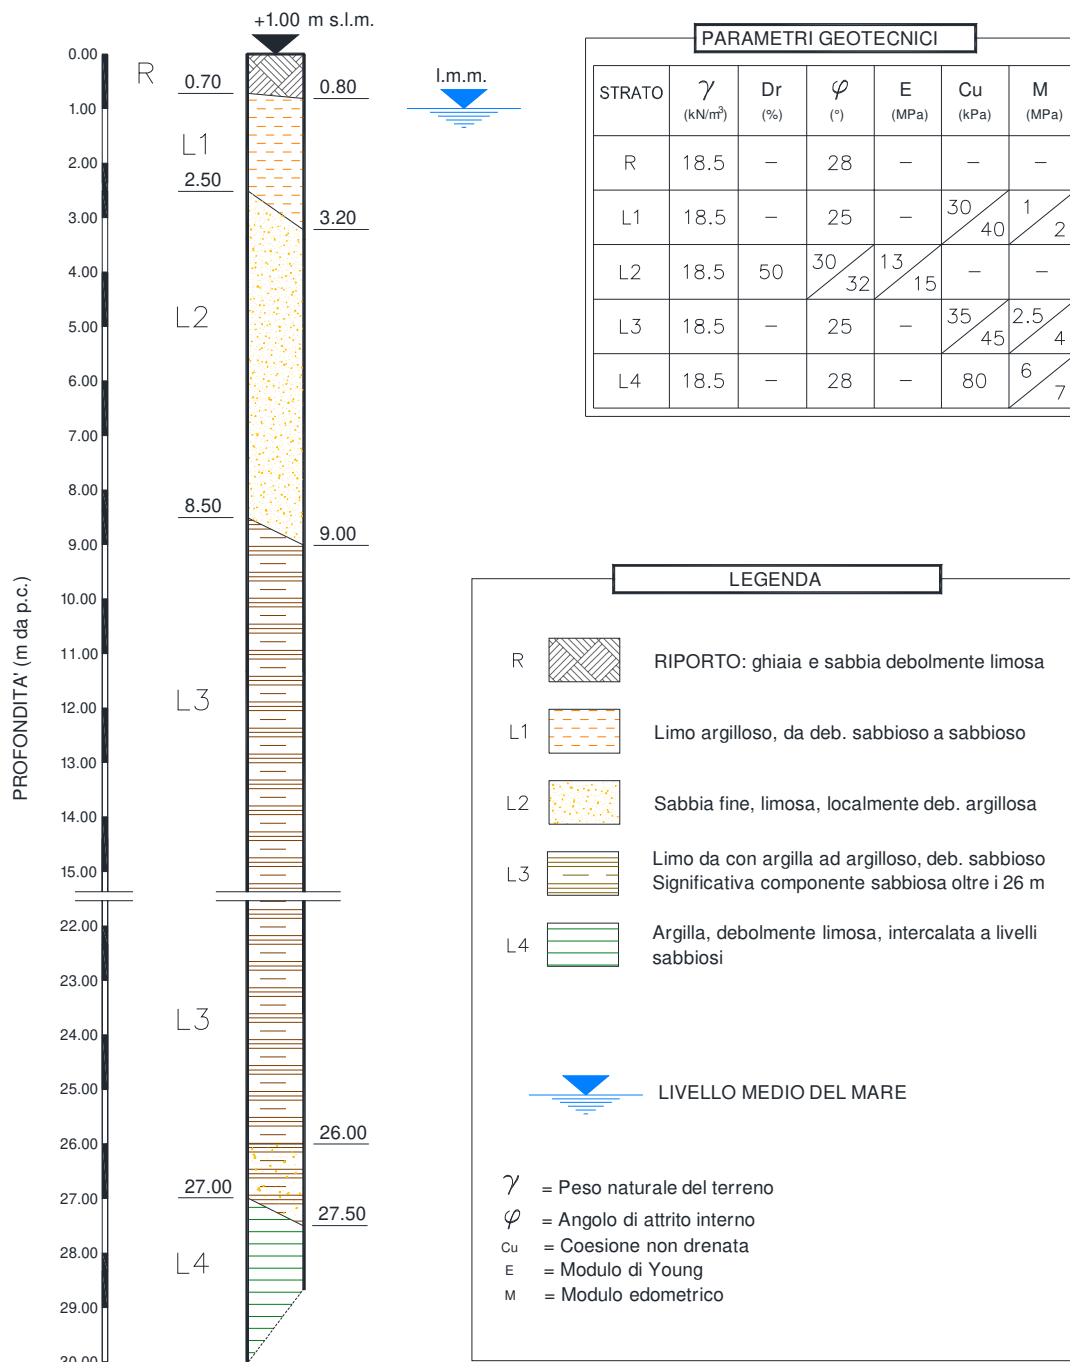 +1.00 m s.l.m.
0.00
R
0.70
0.80
l.m.m.
1.00
L1
2.00
2.50
3.00
3.20
4.00
L2
5.00
6.00
7.00
8.00
8.50
9.00
9.00
10.00
11.00
L3
12.00
13.00
14.00
15.00
22.00
23.00
L3
24.00
25.00
26.00
26.00
27.00
27.00
27.50
28.00
L4
29.00
30.00
PROFONDITA' (m da p.c.)
PARAMETRI GEOTECNICI
STRATO γ (kN/m³) Dr (%) φ (°) E (MPa) Cu (kPa) M (MPa)
R 18.5 – 28 – – –
L1 18.5 – 25 – 30/40 1/2
L2 18.5 50 30/32 13/15 – –
L3 18.5 – 25 – 35/45 2.5/4
L4 18.5 – 28 – 80 6/7
LEGENDA
R RIPORTO: ghiaia e sabbia debolmente limosa
L1 Limo argilloso, da deb. sabbioso a sabbioso
L2 Sabbia fine, limosa, localmente deb. argillosa
L3 Limo da con argilla ad argilloso, deb. sabbioso
Significativa componente sabbiosa oltre i 26 m
L4 Argilla, debolmente limosa, intercalata a livelli
sabbiosi
LIVELLO MEDIO DEL MARE
γ = Peso naturale del terreno
φ = Angolo di attrito interno
Cu = Coesione non drenata
E = Modulo di Young
M = Modulo edometrico